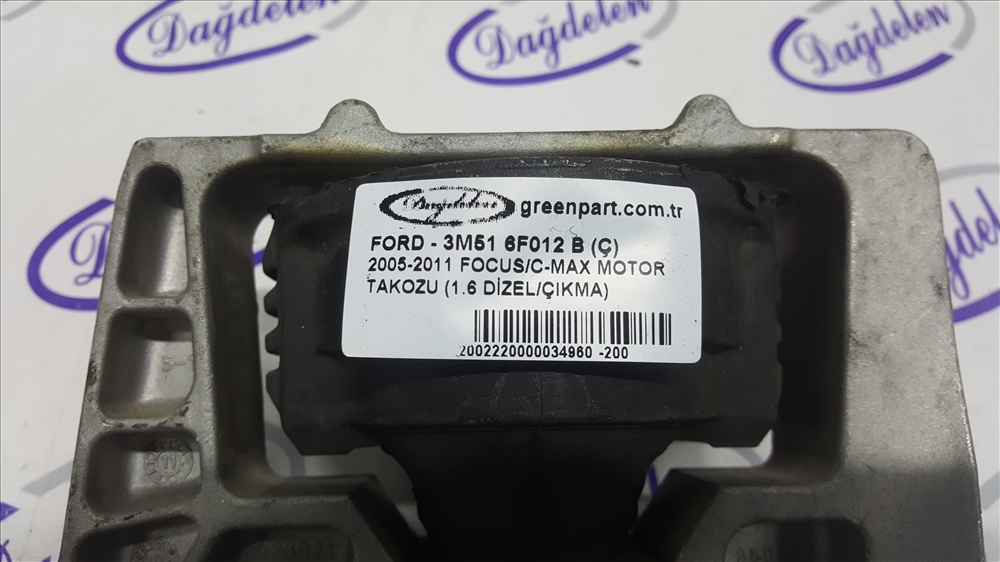 Dağdelen
Dağdelen
Dağdelen
Dağdelen
greenpart.com.tr
FORD - 3M51 6F012 B (Ç)
2005-2011 FOCUS/C-MAX MOTOR
TAKOZU (1.6 DİZEL/ÇIKMA)
2002220000034960 -200